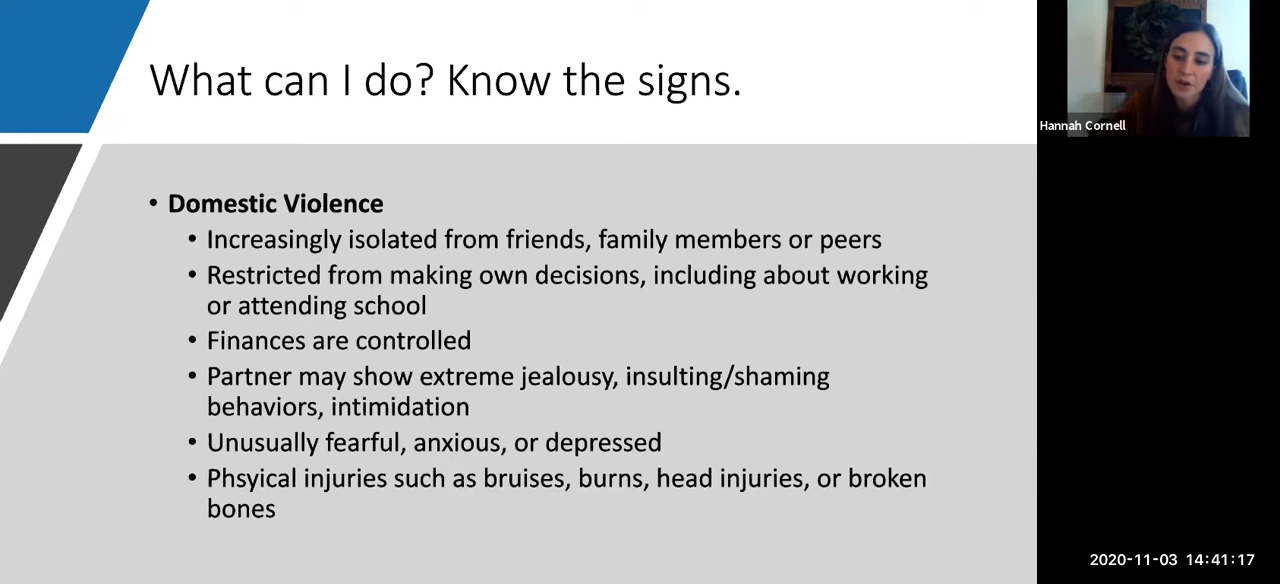 What can I do? Know the signs.
Hannah Cornell
• Domestic Violence
• Increasingly isolated from friends, family members or peers
• Restricted from making own decisions, including about working
or attending school
• Finances are controlled
• Partner may show extreme jealousy, insulting/shaming
behaviors, intimidation
• Unusually fearful, anxious, or depressed
• Phsyical injuries such as bruises, burns, head injuries, or broken
bones
2020-11-03 14:41:17